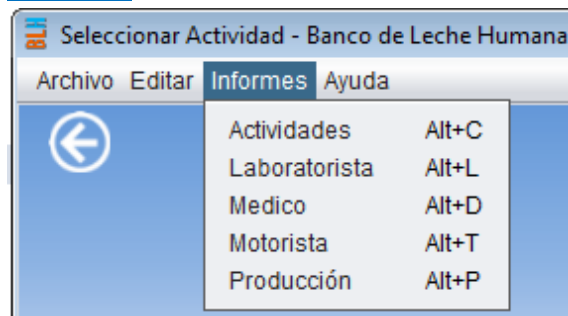 BLH Seleccionar Actividad - Banco de Leche Humana
Archivo Editar Informes Ayuda
Actividades Alt+C
Laboratorista Alt+L
Medico Alt+D
Motorista Alt+T
Producción Alt+P